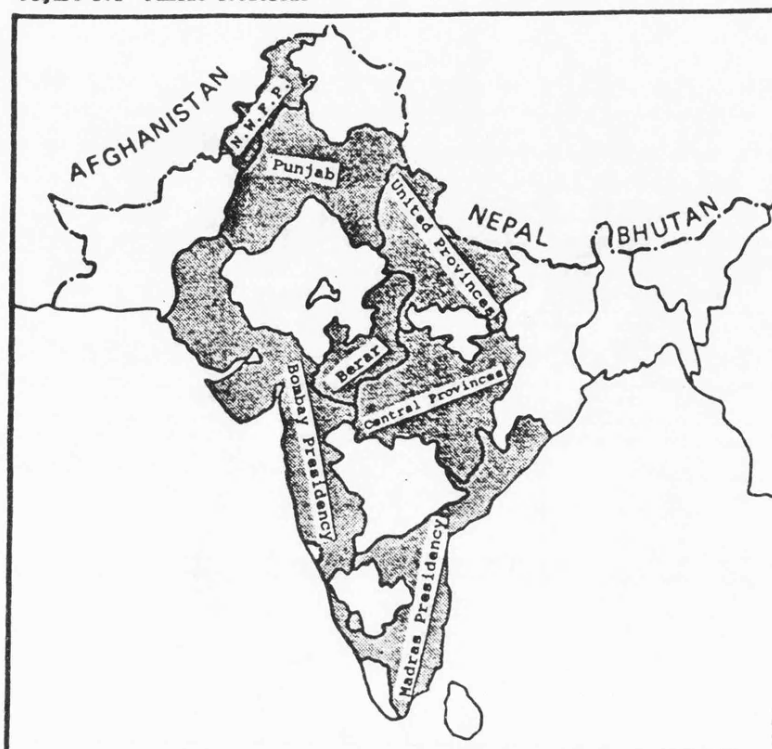 AFGHANISTAN
N.W.F.P.
Punjab
United Provinces
NEPAL
BHUTAN
Berar
Central Provinces
Bombay Presidency
Madras Presidency